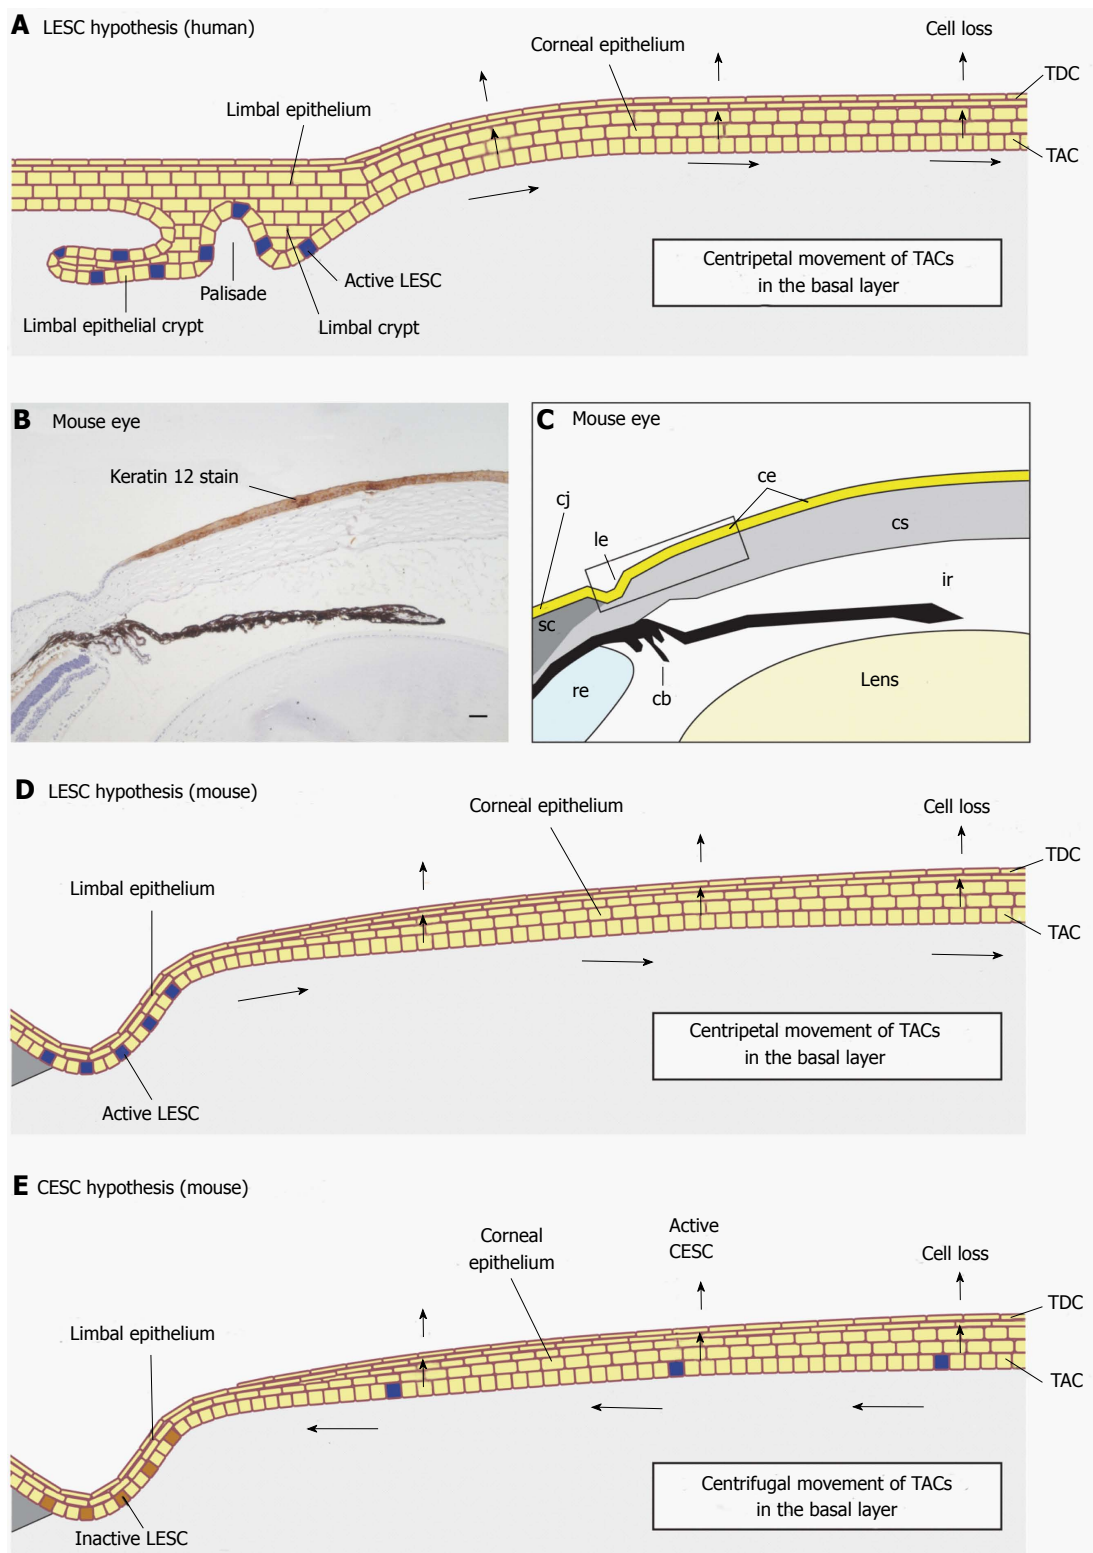 A LESC hypothesis (human)
Cell loss
Corneal epithelium
TDC
Limbal epithelium
TAC
Centripetal movement of TACs
in the basal layer
Active LESC
Palisade
Limbal epithelial crypt
Limbal crypt
B Mouse eye
Keratin 12 stain
C Mouse eye
ce
cj
cs
le
ir
sc
Lens
re
cb
D LESC hypothesis (mouse)
Corneal epithelium
Cell loss
TDC
Limbal epithelium
TAC
Centripetal movement of TACs
in the basal layer
Active LESC
E CESC hypothesis (mouse)
Active
CESC
Corneal
epithelium
Cell loss
TDC
Limbal epithelium
TAC
Centrifugal movement of TACs
in the basal layer
Inactive LESC